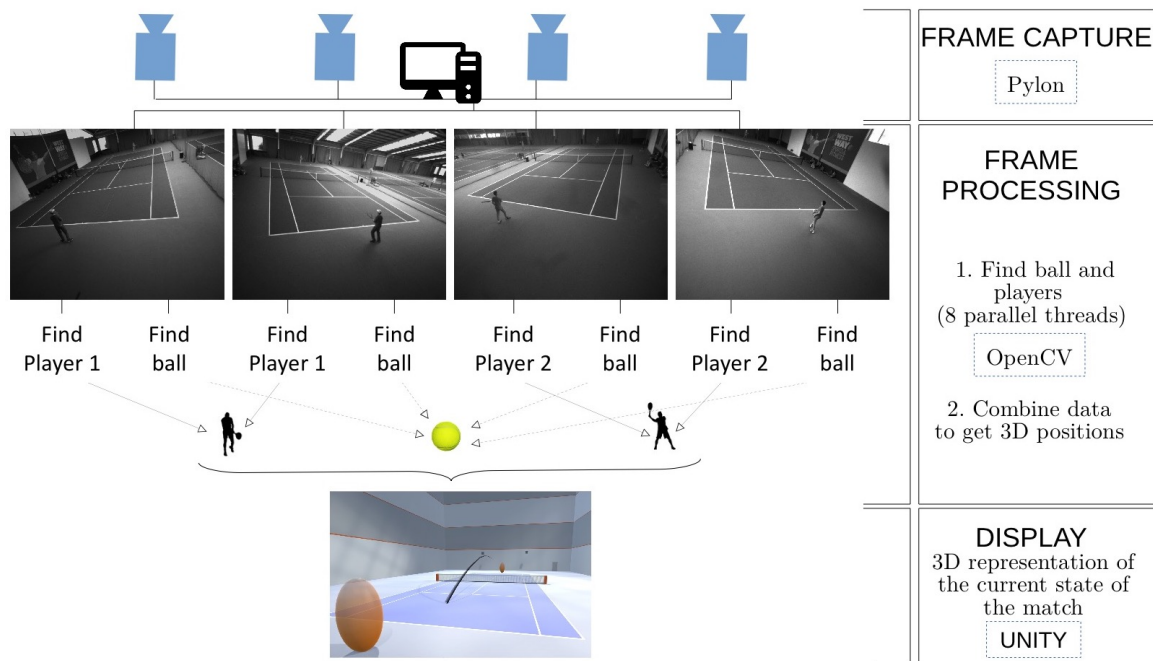 FRAME CAPTURE
Pylon
FRAME
PROCESSING
1. Find ball and
players
(8 parallel threads)
OpenCV
2. Combine data
to get 3D positions
Find
Player 1
Find
ball
Find
Player 1
Find
ball
Find
Player 2
Find
ball
Find
Player 2
Find
ball
DISPLAY
3D representation of
the current state of
the match
UNITY